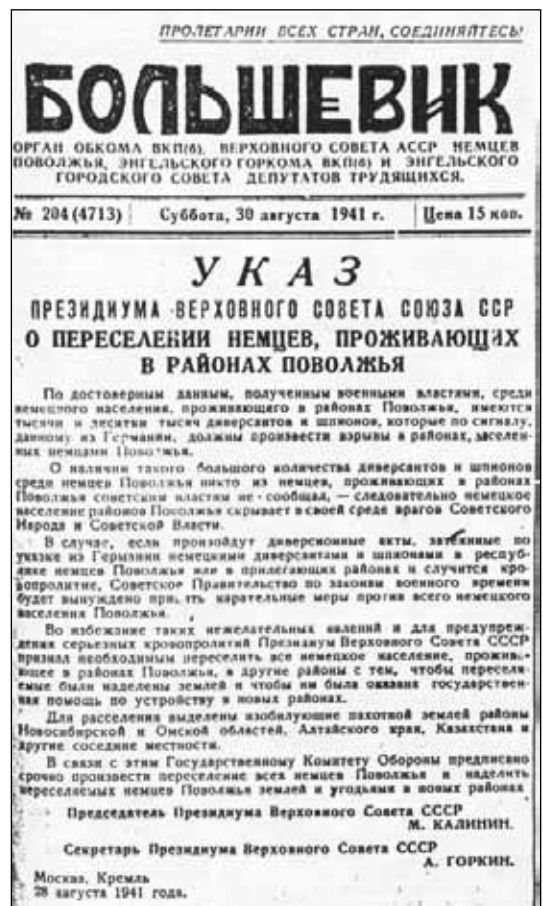 ПРОЛЕТАРИИ ВСЕХ СТРАН, СОЕДИНЯЙТЕСЬ!
БОЛЬШЕВИК
ОРГАН ОБКОМА ВКП(б), ВЕРХОВНОГО СОВЕТА АССР НЕМЦЕВ
ПОВОЛЖЬЯ, ЭНГЕЛЬСКОГО ГОРКОМА ВКП(б) И ЭНГЕЛЬСКОГО
ГОРОДСКОГО СОВЕТА ДЕПУТАТОВ ТРУДЯЩИХСЯ.
№ 204 (4713) Суббота, 30 августа 1941 г. Цена 15 коп.
УКАЗ
ПРЕЗИДИУМА ВЕРХОВНОГО СОВЕТА СОЮЗА ССР
О ПЕРЕСЕЛЕНИИ НЕМЦЕВ, ПРОЖИВАЮЩИХ
В РАЙОНАХ ПОВОЛЖЬЯ
По достоверным данным, полученным военными властями, среди
немецкого населения, проживающего в районах Поволжья, имеются
тысячи и десятки тысяч диверсантов и шпионов, которые по сигналу,
данному из Германии, должны произвести взрывы в районах, заселен-
ных немцами Поволжья.
О наличии такого большого количества диверсантов и шпионов
среди немцев Поволжья никто из немцев, проживающих в районах
Поволжья советским властям не сообщал, — следовательно немецкое
население районов Поволжья скрывает в своей среде врагов Советского
Народа и Советской Власти.
В случае, если произойдут диверсионные акты, затеянные по
указке из Германии немецкими диверсантами и шпионами в респуб-
лике немцев Поволжья или в прилегающих районах и случится кро-
вопролитие, Советское Правительство по законам военного времени
будет вынуждено принять карательные меры против всего немецкого
населения Поволжья.
Во избежание таких нежелательных явлений и для предупреж-
дения серьезных кровопролитий Президиум Верховного Совета СССР
признал необходимым переселить все немецкое население, прожива-
ющее в районах Поволжья, в другие районы с тем, чтобы переселя-
емые были наделены землей и чтобы им была оказана государствен-
ная помощь по устройству в новых районах.
Для расселения выделены изобилующие пахотной землей районы
Новосибирской и Омской областей, Алтайского края, Казахстана и
другие соседние местности.
В связи с этим Государственному Комитету Обороны предписано
срочно произвести переселение всех немцев Поволжья и наделить
переселяемых немцев Поволжья землей и угодьями в новых районах
Председатель Президиума Верховного Совета СССР
М. КАЛИНИН.
Секретарь Президиума Верховного Совета СССР
А. ГОРКИН.
Москва, Кремль
28 августа 1941 года.